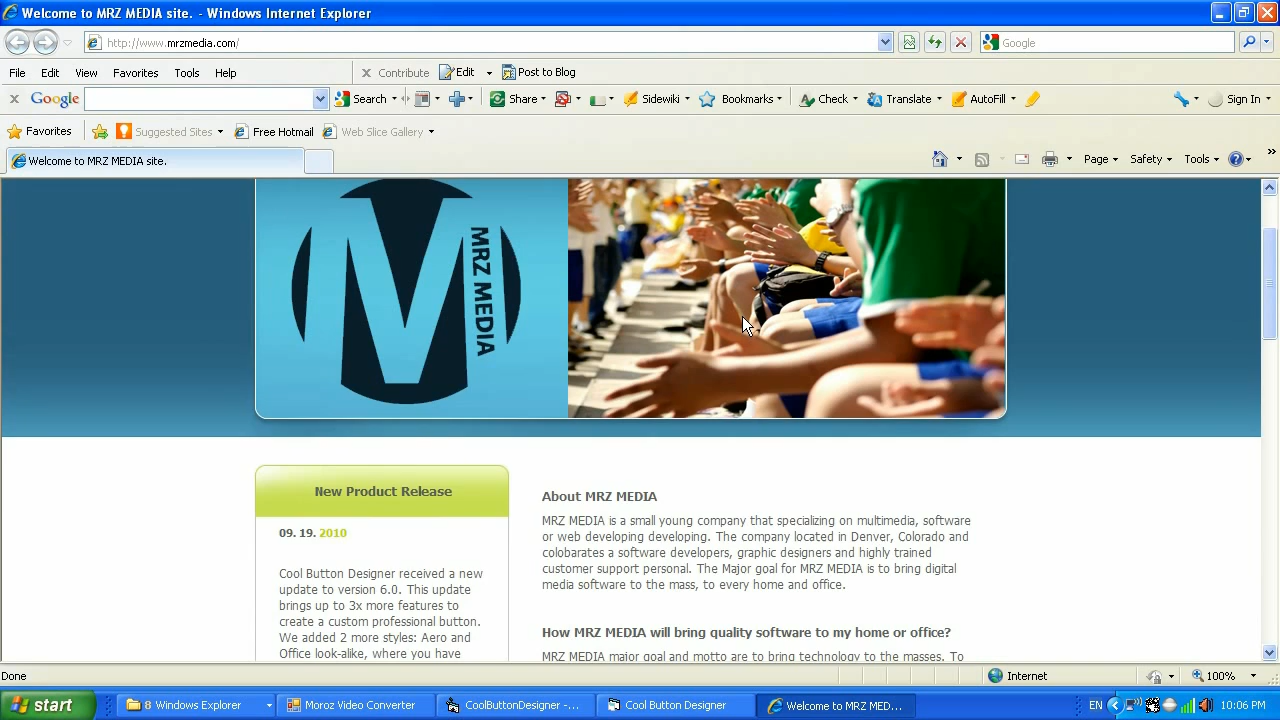 Welcome to MRZ MEDIA site. - Windows Internet Explorer
http://www.mrzmedia.com/
Google
File Edit View Favorites Tools Help
Contribute Edit Post to Blog
Google Search Share Sidewiki Bookmarks Check Translate AutoFill Sign In
Favorites Suggested Sites Free Hotmail Web Slice Gallery
Welcome to MRZ MEDIA site.
Page Safety Tools
MRZ MEDIA
New Product Release
09. 19. 2010
Cool Button Designer received a new
update to version 6.0. This update
brings up to 3x more features to
create a custom professional button.
We added 2 more styles: Aero and
Office look-alike, where you have
About MRZ MEDIA
MRZ MEDIA is a small young company that specializing on multimedia, software
or web developing developing. The company located in Denver, Colorado and
colobarates a software developers, graphic designers and highly trained
customer support personal. The Major goal for MRZ MEDIA is to bring digital
media software to the mass, to every home and office.
How MRZ MEDIA will bring quality software to my home or office?
MRZ MEDIA major goal and motto are to bring technology to the masses. To
Done Internet 100%
start 8 Windows Explorer Moroz Video Converter CoolButtonDesigner -... Cool Button Designer Welcome to MRZ MED... EN 10:06 PM